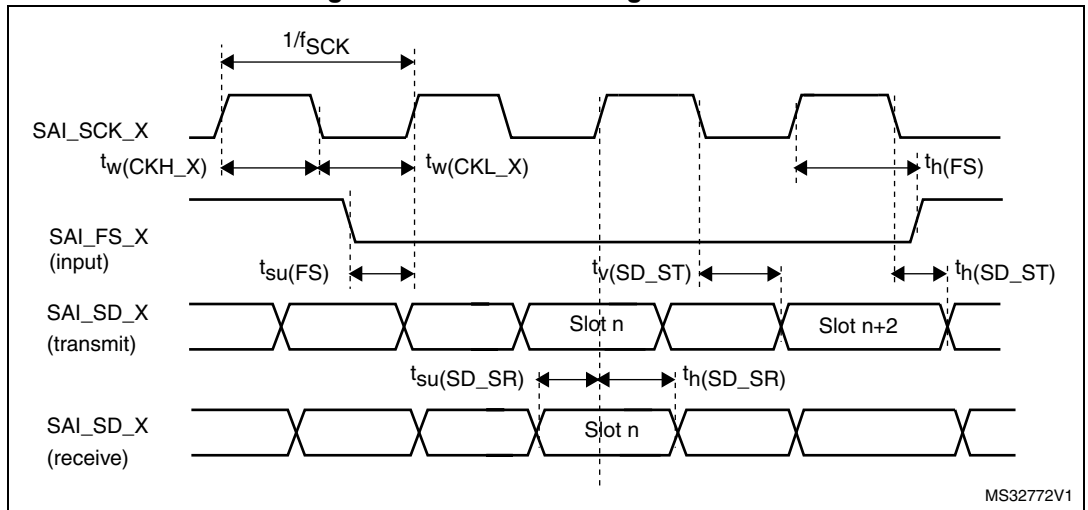 1/fSCK
SAI_SCK_X
tw(CKH_X)
tw(CKL_X)
th(FS)
SAI_FS_X
(input)
tsu(FS)
tv(SD_ST)
th(SD_ST)
SAI_SD_X
(transmit)
Slot n
Slot n+2
tsu(SD_SR)
th(SD_SR)
SAI_SD_X
(receive)
Slot n
MS32772V1